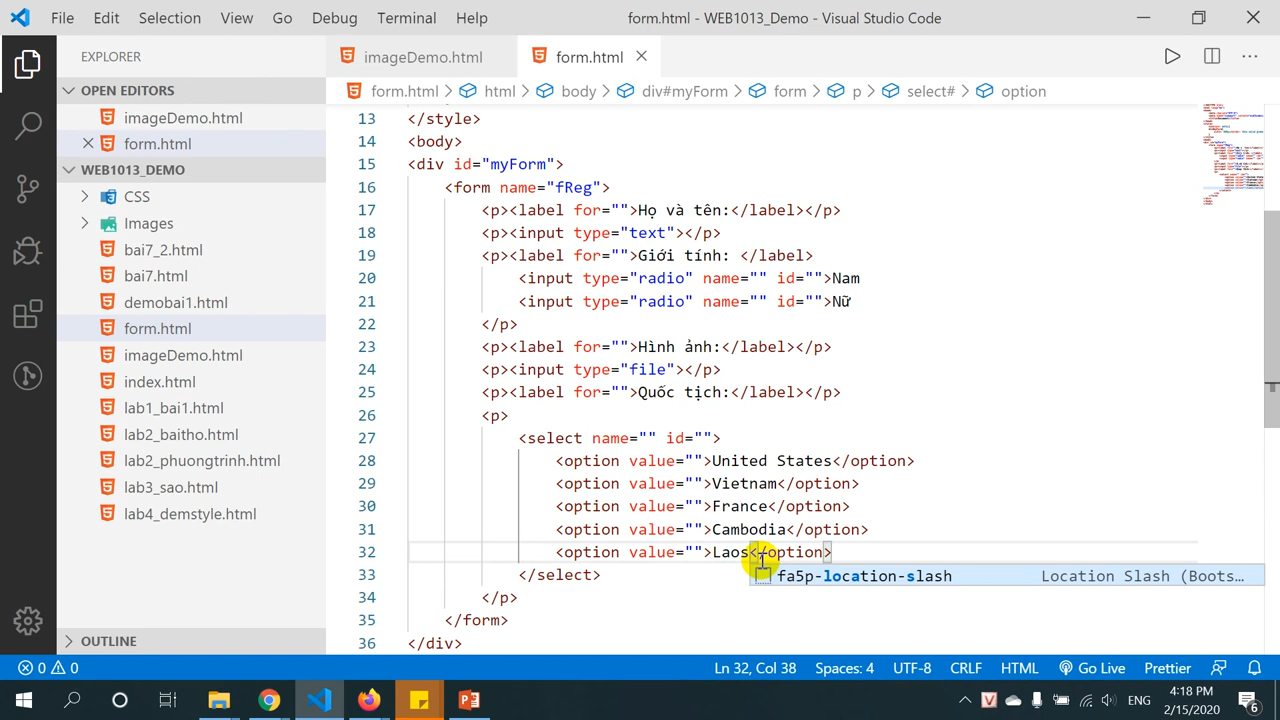 File Edit Selection View Go Debug Terminal Help form.html - WEB1013_Demo - Visual Studio Code
EXPLORER
imageDemo.html form.html
OPEN EDITORS
form.html html body div#myForm form p select# option
imageDemo.html
form.html
WEB1013_DEMO
CSS
Images
bai7_2.html
bai7.html
demobai1.html
form.html
imageDemo.html
index.html
lab1_bai1.html
lab2_baitho.html
lab2_phuongtrinh.html
lab3_sao.html
lab4_demstyle.html
OUTLINE
13 </style>
14 <body>
15 <div id="myForm">
16 <form name="fReg">
17 <p><label for="">Họ và tên:</label></p>
18 <p><input type="text"></p>
19 <p><label for="">Giới tính: </label>
20 <input type="radio" name="" id="">Nam
21 <input type="radio" name="" id="">Nữ
22 </p>
23 <p><label for="">Hình ảnh:</label></p>
24 <p><input type="file"></p>
25 <p><label for="">Quốc tịch:</label></p>
26 <p>
27 <select name="" id="">
28 <option value="">United States</option>
29 <option value="">Vietnam</option>
30 <option value="">France</option>
31 <option value="">Cambodia</option>
32 <option value="">Laos</option>
33 </select>
fa5p-location-slash Location Slash (Boots...
34 </p>
35 </form>
36 </div>
0 0 Ln 32, Col 38 Spaces: 4 UTF-8 CRLF HTML Go Live Prettier
ENG 4:18 PM
2/15/2020 6